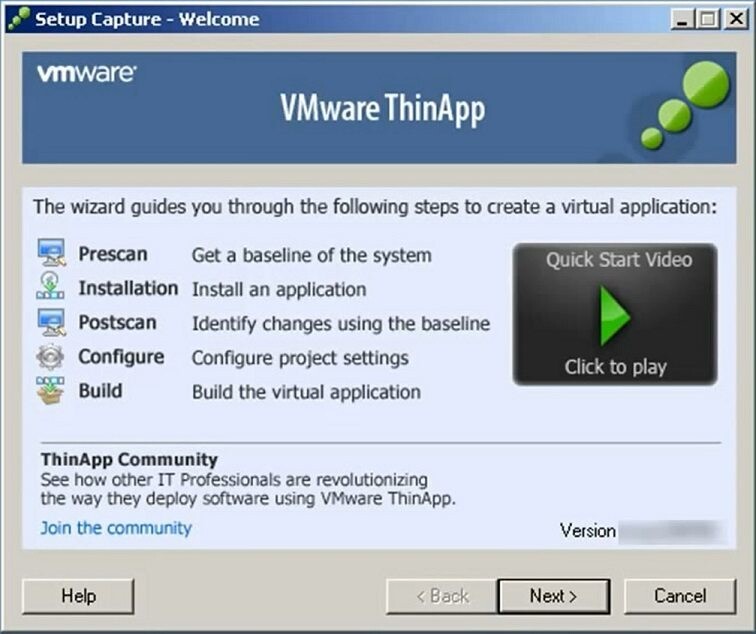 Setup Capture - Welcome
vmware
VMware ThinApp
The wizard guides you through the following steps to create a virtual application:
Prescan Get a baseline of the system
Installation Install an application
Postscan Identify changes using the baseline
Configure Configure project settings
Build Build the virtual application
Quick Start Video
Click to play
ThinApp Community
See how other IT Professionals are revolutionizing
the way they deploy software using VMware ThinApp.
Join the community
Version
Help
< Back
Next >
Cancel